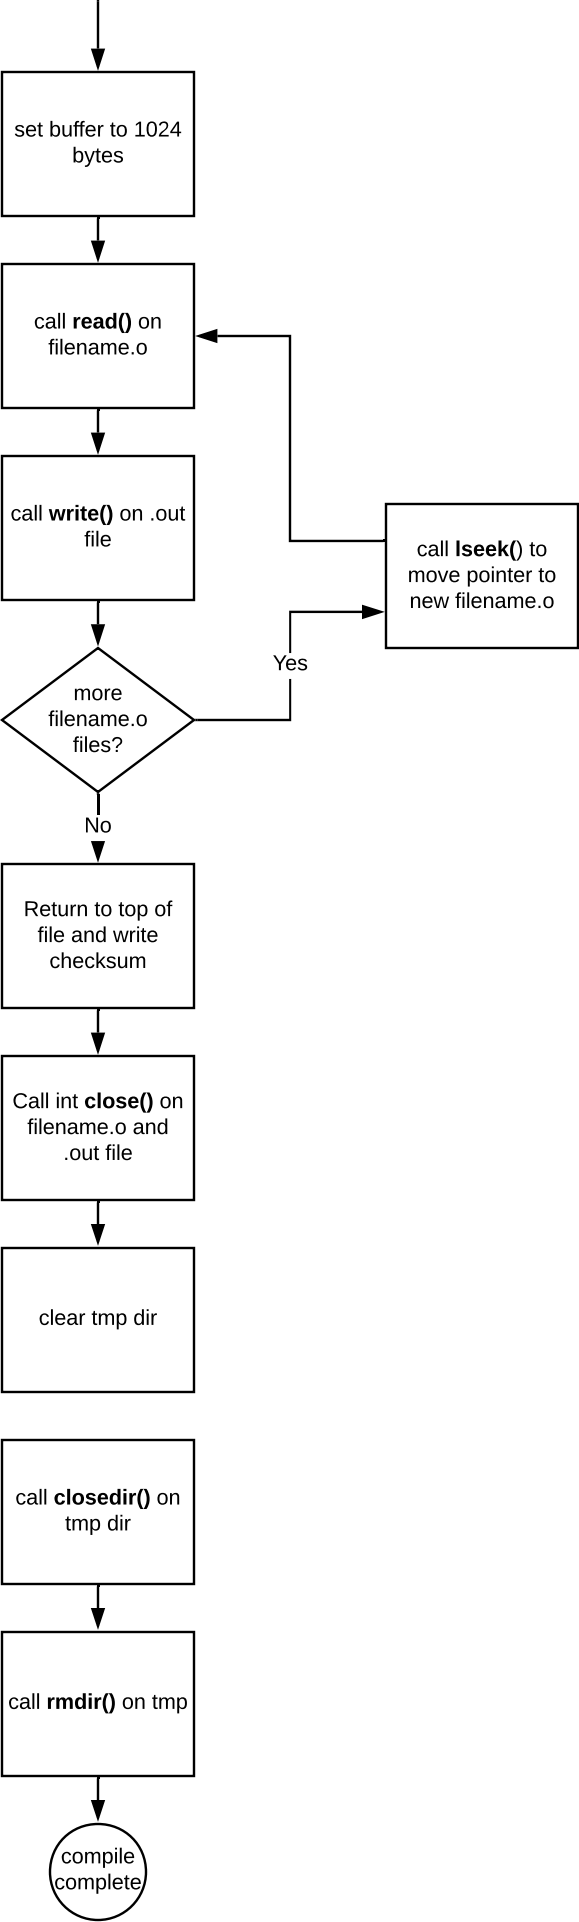 set buffer to 1024
bytes
call read() on
filename.o
call write() on .out
file
call lseek() to
move pointer to
new filename.o
more
filename.o
files?
Yes
No
Return to top of
file and write
checksum
Call int close() on
filename.o and
.out file
clear tmp dir
call closedir() on
tmp dir
call rmdir() on tmp
compile
complete